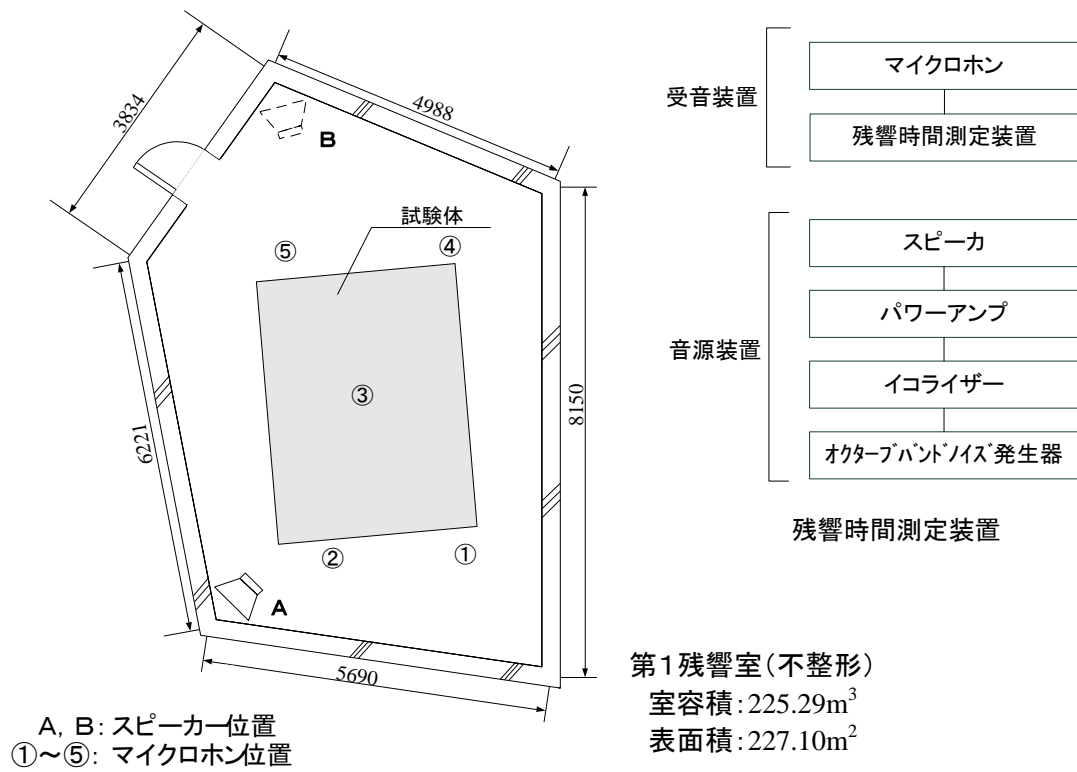 3834
4988
B
⑤
試験体
④
③
6221
8150
②
①
A
5690
A, B: スピーカー位置
①～⑤: マイクロホン位置
受音装置
マイクロホン
残響時間測定装置
音源装置
スピーカ
パワーアンプ
イコライザー
オクターブバンドノイズ発生器
残響時間測定装置
第1残響室(不整形)
室容積:225.29m³
表面積:227.10m²